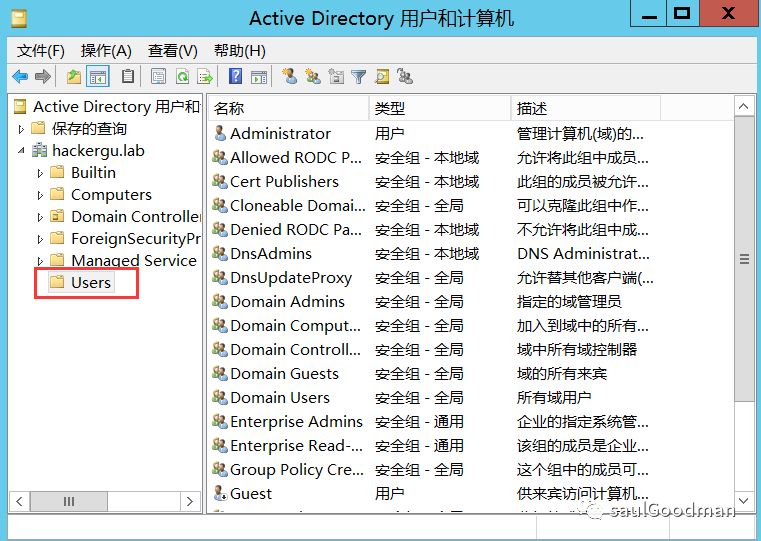 Active Directory 用户和计算机
文件(F) 操作(A) 查看(V) 帮助(H)
Active Directory 用户和
保存的查询
hackergu.lab
Builtin
Computers
Domain Controller
ForeignSecurityPr
Managed Service
Users
名称 类型 描述
Administrator 用户 管理计算机(域)的...
Allowed RODC P... 安全组 - 本地域 允许将此组中成员...
Cert Publishers 安全组 - 本地域 此组的成员被允许...
Cloneable Domai... 安全组 - 全局 可以克隆此组中作...
Denied RODC Pa... 安全组 - 本地域 不允许将此组中成...
DnsAdmins 安全组 - 本地域 DNS Administrat...
DnsUpdateProxy 安全组 - 全局 允许替其他客户端(...
Domain Admins 安全组 - 全局 指定的域管理员
Domain Comput... 安全组 - 全局 加入到域中的所有...
Domain Controll... 安全组 - 全局 域中所有域控制器
Domain Guests 安全组 - 全局 域的所有来宾
Domain Users 安全组 - 全局 所有域用户
Enterprise Admins 安全组 - 通用 企业的指定系统管...
Enterprise Read-... 安全组 - 通用 该组的成员是企业...
Group Policy Cre... 安全组 - 全局 这个组中的成员可...
Guest 用户 供来宾访问计算机...
saulGoodman